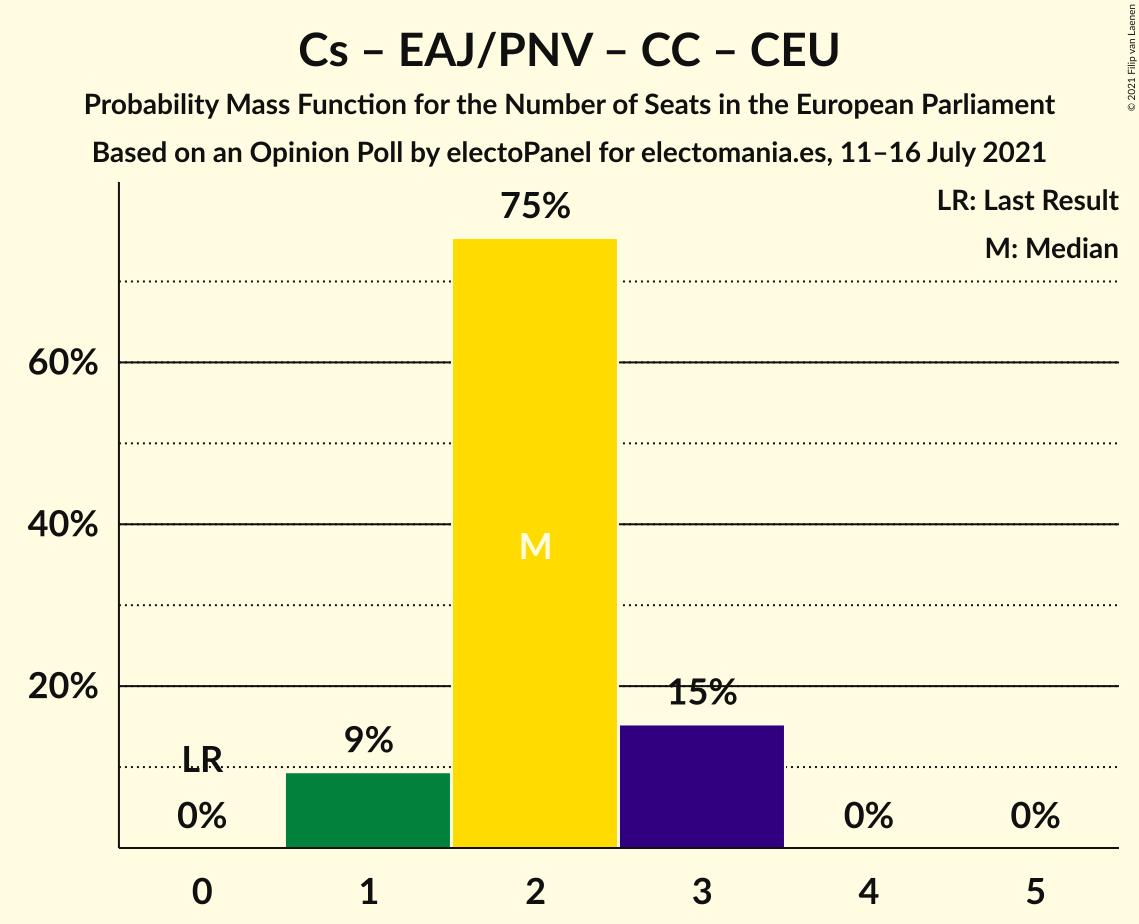 Cs – EAJ/PNV – CC – CEU
Probability Mass Function for the Number of Seats in the European Parliament
Based on an Opinion Poll by electoPanel for electomania.es, 11–16 July 2021
© 2021 Filip van Laenen
LR: Last Result
M: Median
75%
60%
40%
20%
M
15%
9%
LR
0%
0%
0%
0 1 2 3 4 5